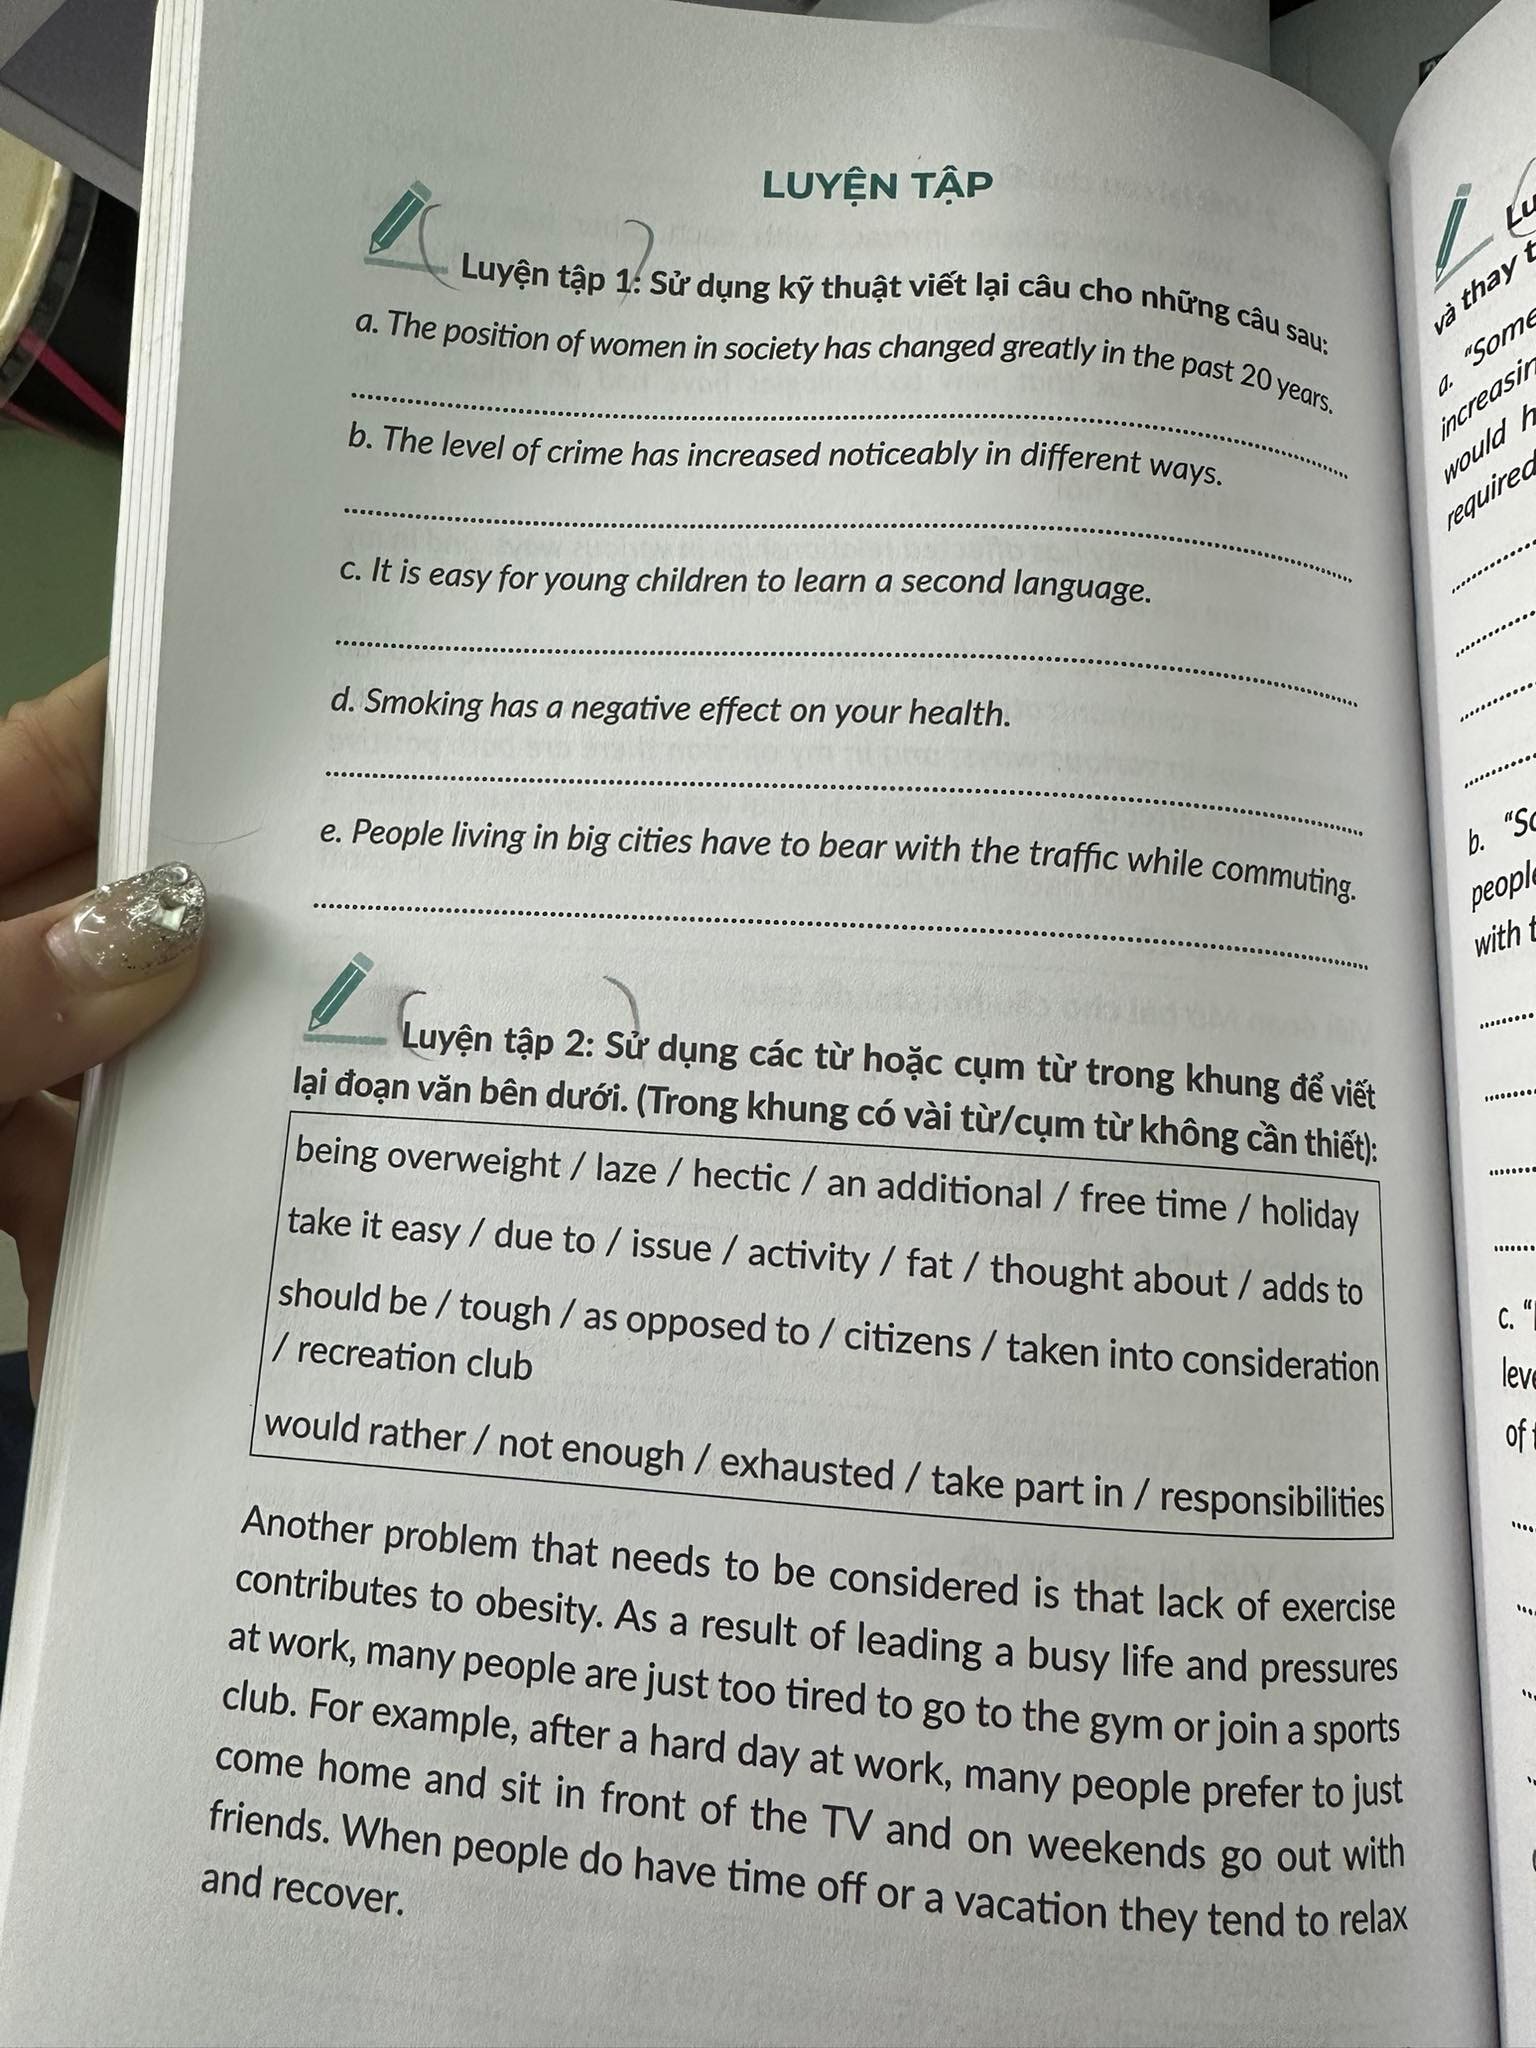 LUYỆN TẬP
Luyện tập 1: Sử dụng kỹ thuật viết lại câu cho những câu sau:
a. The position of women in society has changed greatly in the past 20 years.
b. The level of crime has increased noticeably in different ways.
c. It is easy for young children to learn a second language.
d. Smoking has a negative effect on your health.
e. People living in big cities have to bear with the traffic while commuting.
Luyện tập 2: Sử dụng các từ hoặc cụm từ trong khung để viết
lại đoạn văn bên dưới. (Trong khung có vài từ/cụm từ không cần thiết):
being overweight / laze / hectic / an additional / free time / holiday
take it easy / due to / issue / activity / fat / thought about / adds to
should be / tough / as opposed to / citizens / taken into consideration
/ recreation club
would rather / not enough / exhausted / take part in / responsibilities
Another problem that needs to be considered is that lack of exercise
contributes to obesity. As a result of leading a busy life and pressures
at work, many people are just too tired to go to the gym or join a sports
club. For example, after a hard day at work, many people prefer to just
come home and sit in front of the TV and on weekends go out with
friends. When people do have time off or a vacation they tend to relax
and recover.
và thay
a. "Some
would
required
b.
with
c.
of